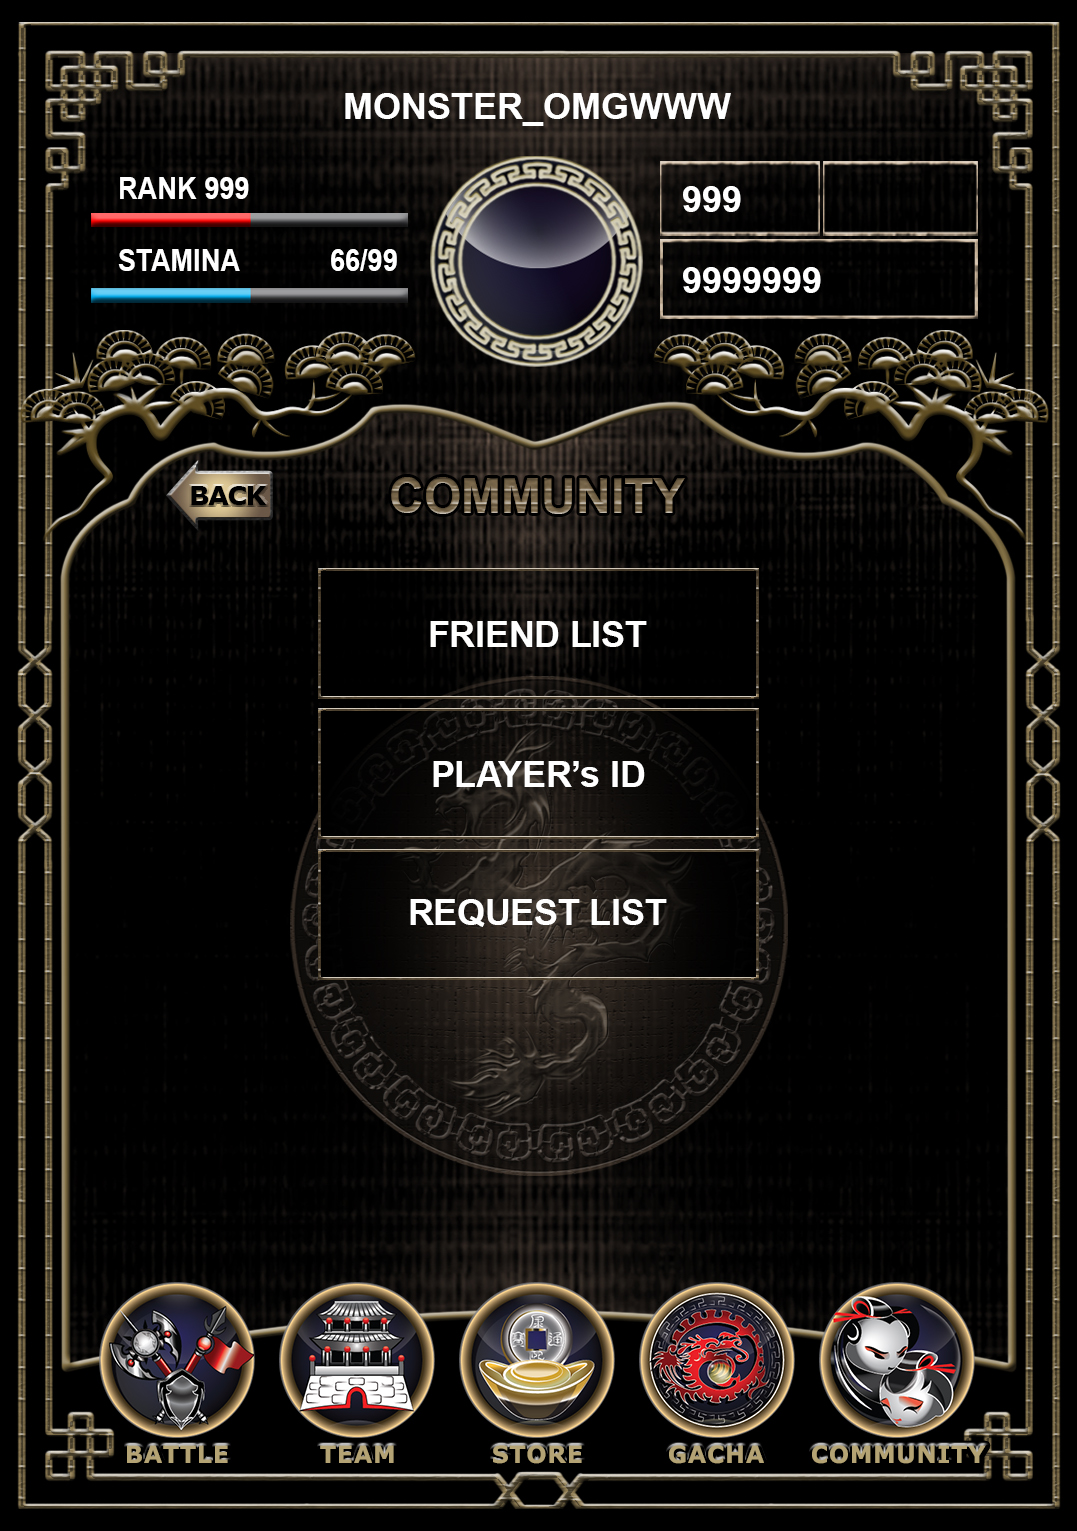 MONSTER_OMGWWW
RANK 999
STAMINA 66/99
999
9999999
BACK
COMMUNITY
FRIEND LIST
PLAYER’s ID
REQUEST LIST
BATTLE
TEAM
STORE
GACHA
COMMUNITY